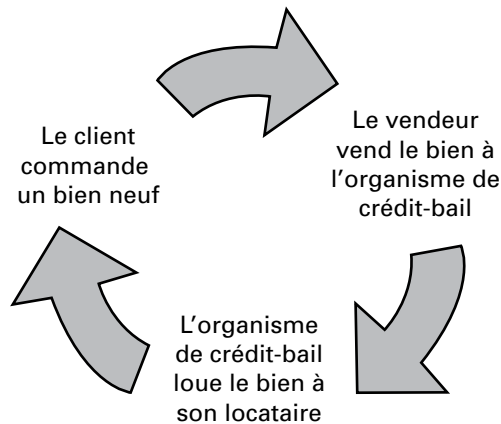 Le client
commande
un bien neuf
Le vendeur
vend le bien à
l'organisme de
crédit-bail
L'organisme
de crédit-bail
loue le bien à
son locataire